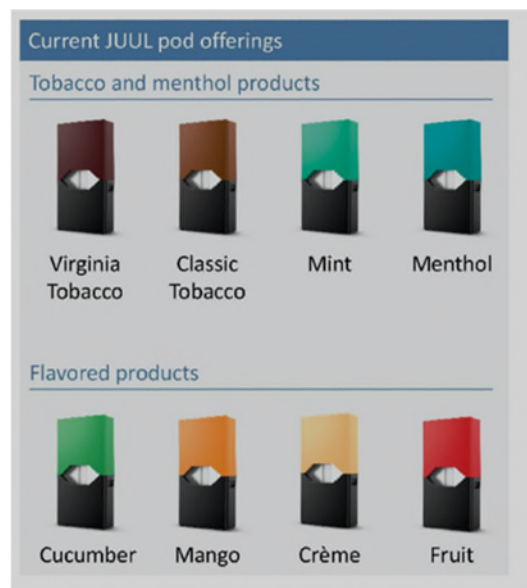 Current JUUL pod offerings
Tobacco and menthol products
Virginia Tobacco
Classic Tobacco
Mint
Menthol
Flavored products
Cucumber
Mango
Crème
Fruit